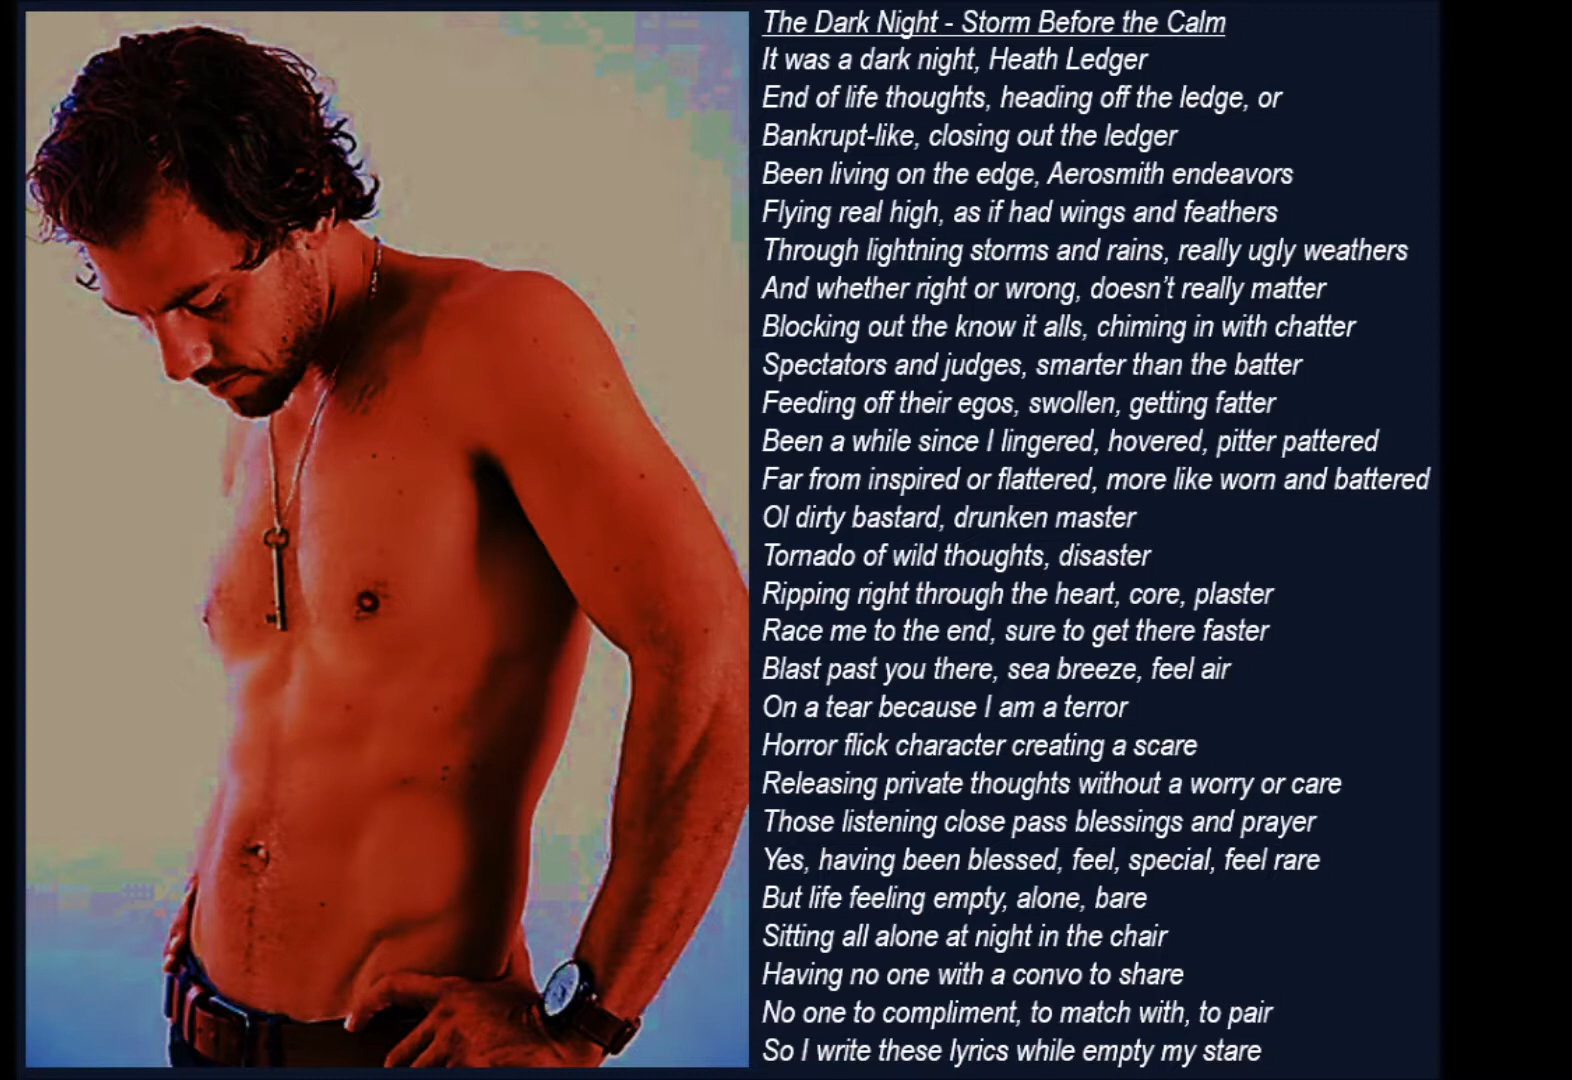 The Dark Night - Storm Before the Calm
It was a dark night, Heath Ledger
End of life thoughts, heading off the ledge, or
Bankrupt-like, closing out the ledger
Been living on the edge, Aerosmith endeavors
Flying real high, as if had wings and feathers
Through lightning storms and rains, really ugly weathers
And whether right or wrong, doesn't really matter
Blocking out the know it alls, chiming in with chatter
Spectators and judges, smarter than the batter
Feeding off their egos, swollen, getting fatter
Been a while since I lingered, hovered, pitter pattered
Far from inspired or flattered, more like worn and battered
Ol dirty bastard, drunken master
Tornado of wild thoughts, disaster
Ripping right through the heart, core, plaster
Race me to the end, sure to get there faster
Blast past you there, sea breeze, feel air
On a tear because I am a terror
Horror flick character creating a scare
Releasing private thoughts without a worry or care
Those listening close pass blessings and prayer
Yes, having been blessed, feel, special, feel rare
But life feeling empty, alone, bare
Sitting all alone at night in the chair
Having no one with a convo to share
No one to compliment, to match with, to pair
So I write these lyrics while empty my stare